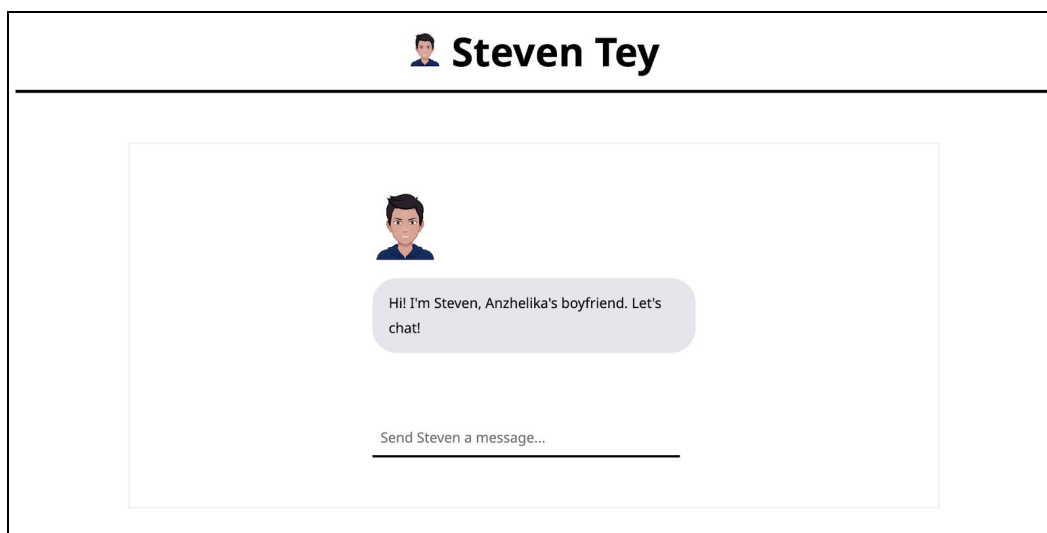 Steven Tey
Hi! I'm Steven, Anzhelika's boyfriend. Let's
chat!
Send Steven a message...